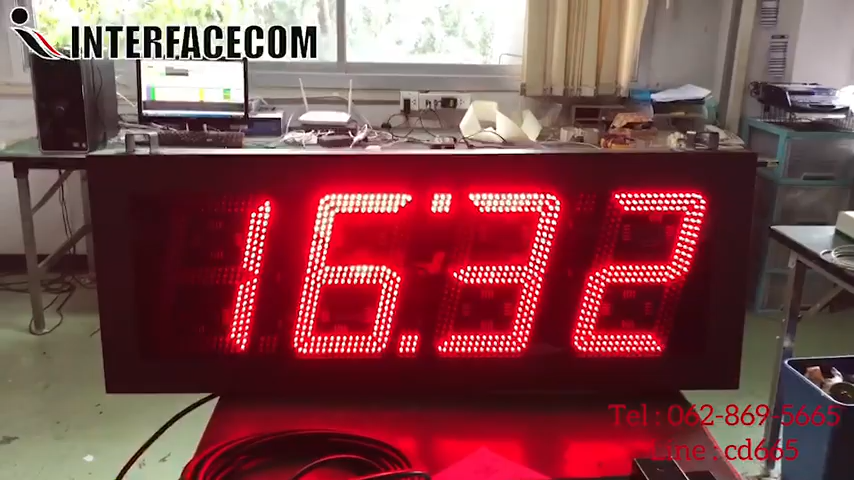 INTERFACECOM
16.32
Tel : 062-869-5665
Line : cd665